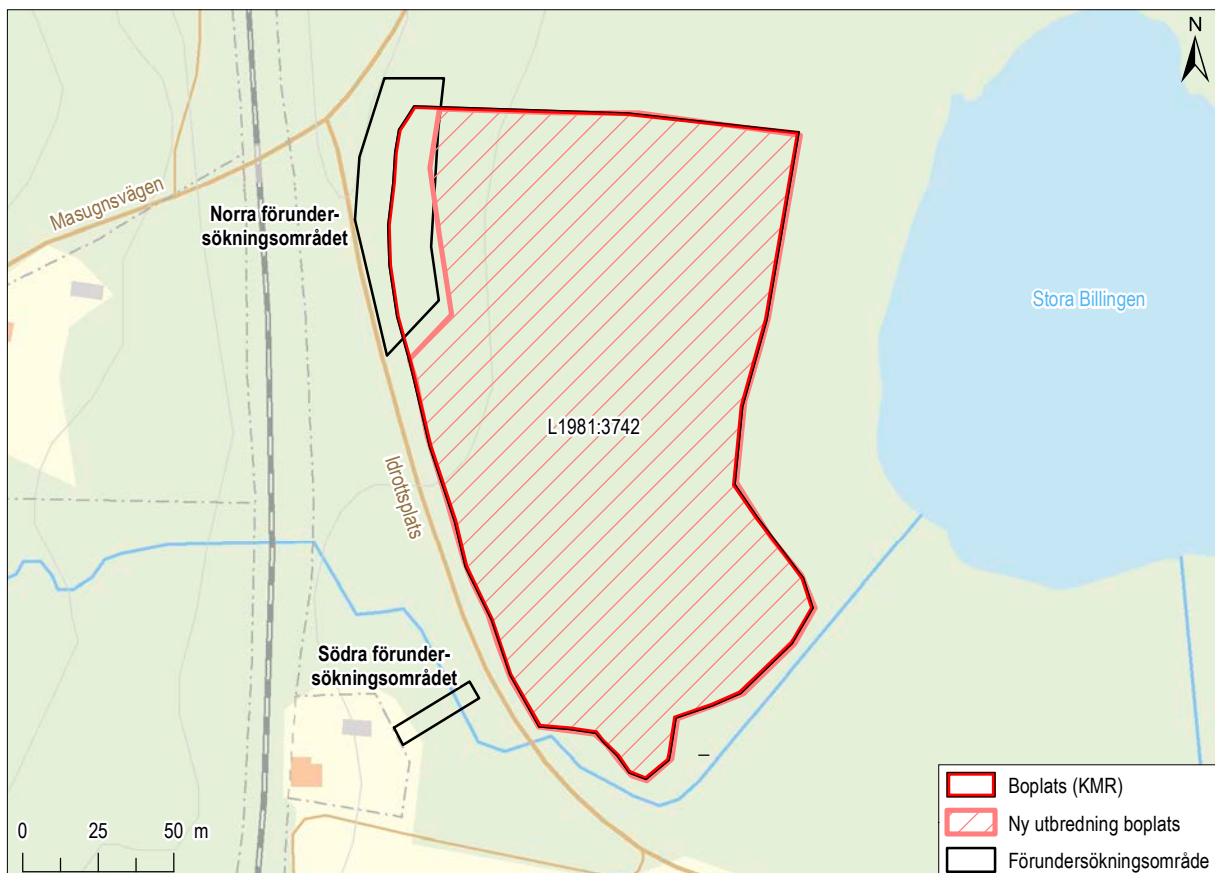 N
Masugnsvägen
Norra förunder-
sökningsområdet
Stora Billingen
L1981:3742
Idrottsplats
Södra förunder-
sökningsområdet
Boplats (KMR)
Ny utbredning boplats
Förundersökningsområde
0 25 50 m